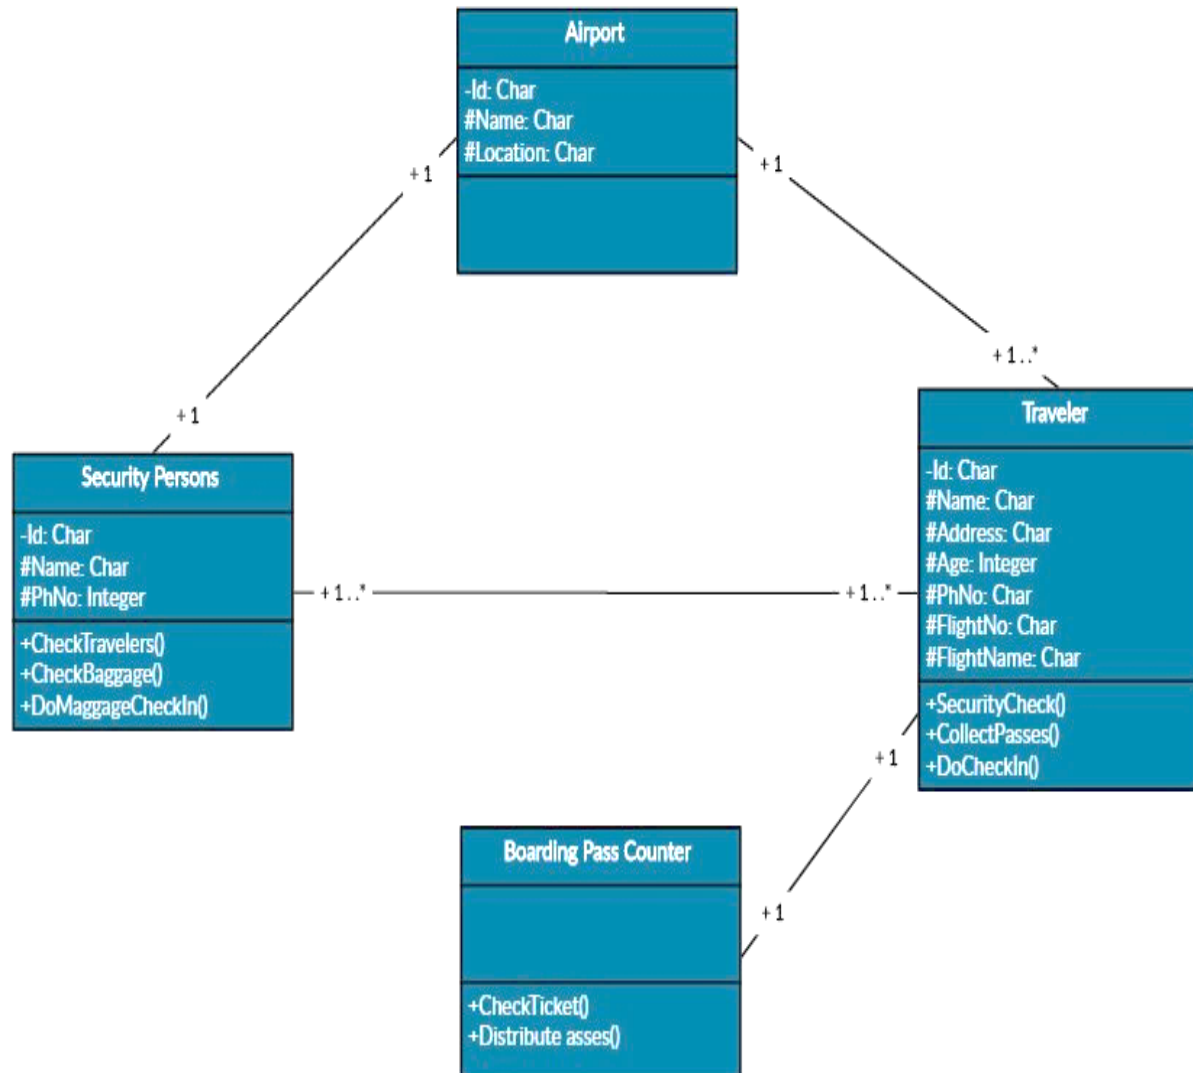 Airport
-Id: Char
#Name: Char
#Location: Char
+1
+1
+1..*
+1
Traveler
-Id: Char
#Name: Char
#Address: Char
#Age: Integer
#PhNo: Char
#FlightNo: Char
#FlightName: Char
+SecurityCheck()
+CollectPasses()
+DoCheckIn()
Security Persons
-Id: Char
#Name: Char
#PhNo: Integer
+CheckTravelers()
+CheckBaggage()
+DoMaggageCheckIn()
+1..*
+1..*
+1
+1
Boarding Pass Counter
+CheckTicket()
+Distribute asses()